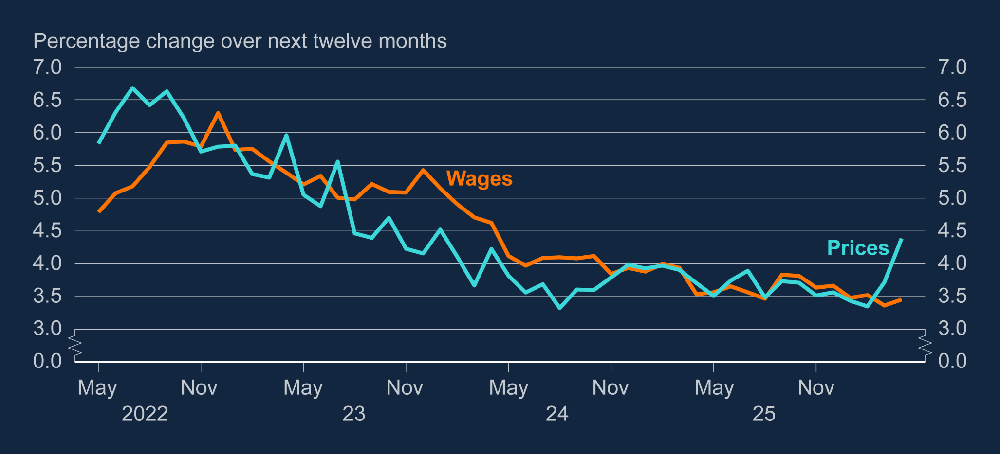 Percentage change over next twelve months
7.0 7.0
6.5 6.5
6.0 6.0
5.5 5.5
Wages
5.0 5.0
4.5 4.5
Prices
4.0 4.0
3.5 3.5
3.0 3.0
0.0 0.0
May Nov May Nov May Nov May Nov
2022 23 24 25